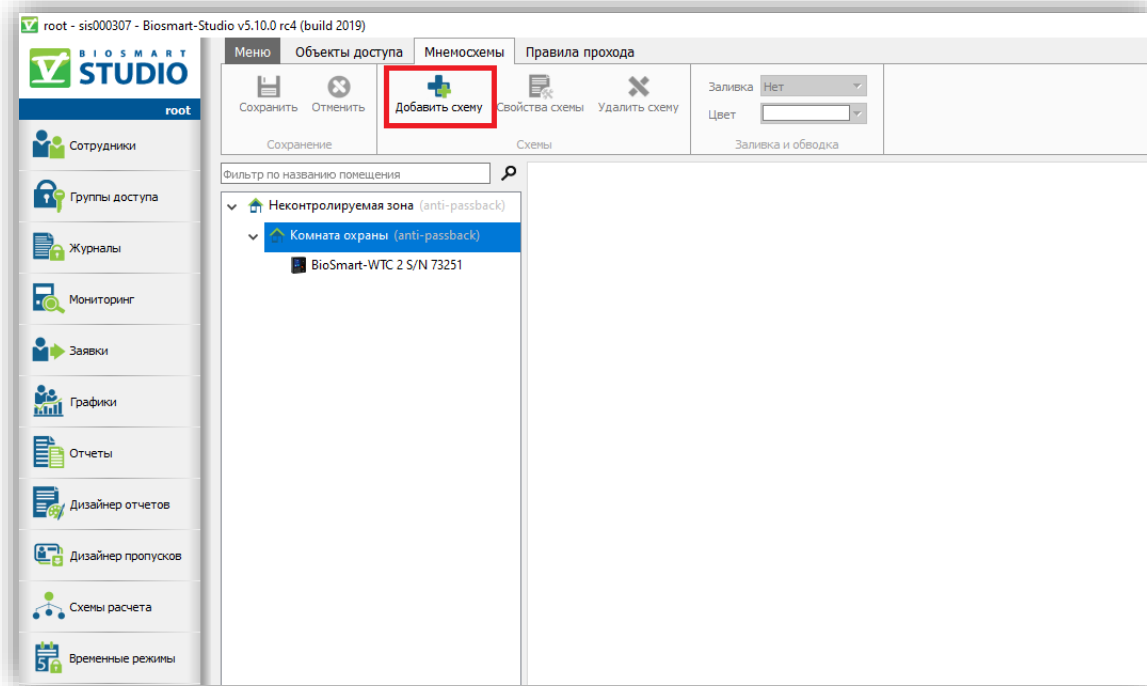 root - sis000307 - Biosmart-Studio v5.10.0 rc4 (build 2019)
BIOSMART
STUDIO
root
Сотрудники
Группы доступа
Журналы
Мониторинг
Заявки
Графики
Отчеты
Дизайнер отчетов
Дизайнер пропусков
Схемы расчета
Временные режимы
Меню Объекты доступа Мнемосхемы Правила прохода
Сохранить Отменить Добавить схему Свойства схемы Удалить схему
Заливка Нет
Цвет
Сохранение Схемы Заливка и обводка
Фильтр по названию помещения
Неконтролируемая зона (anti-passback)
Комната охраны (anti-passback)
BioSmart-WTC 2 S/N 73251